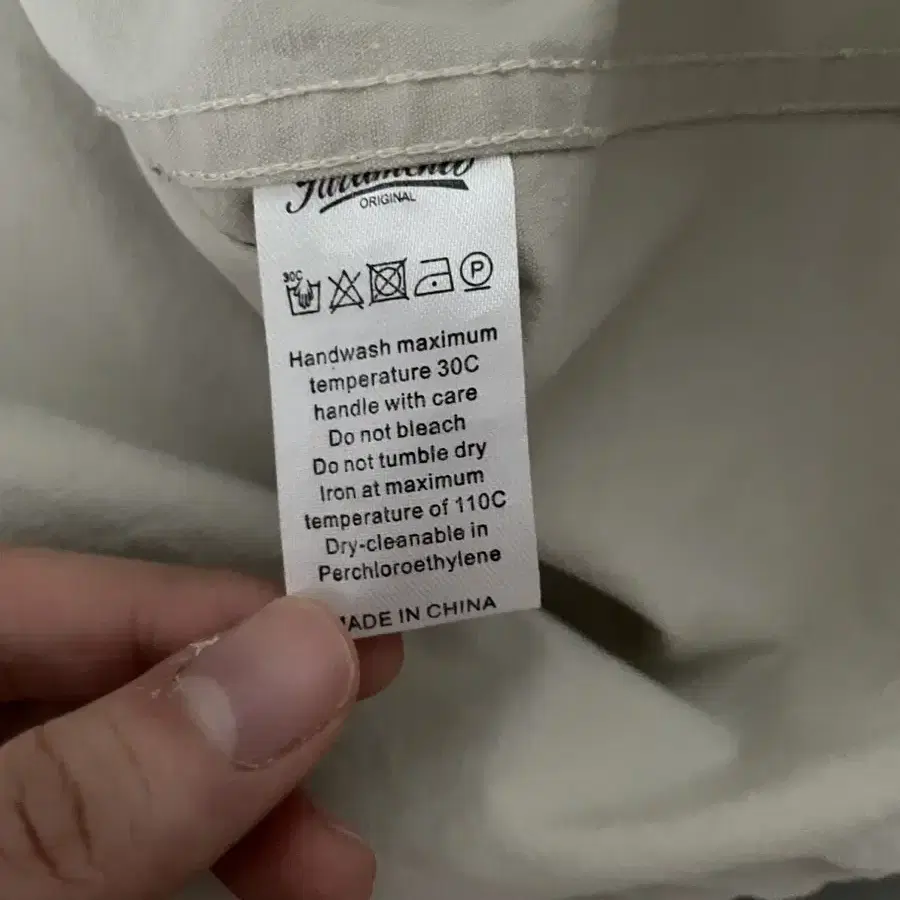 ORIGINAL
30C
P
Handwash maximum
temperature 30C
handle with care
Do not bleach
Do not tumble dry
Iron at maximum
temperature of 110C
Dry-cleanable in
Perchloroethylene
MADE IN CHINA